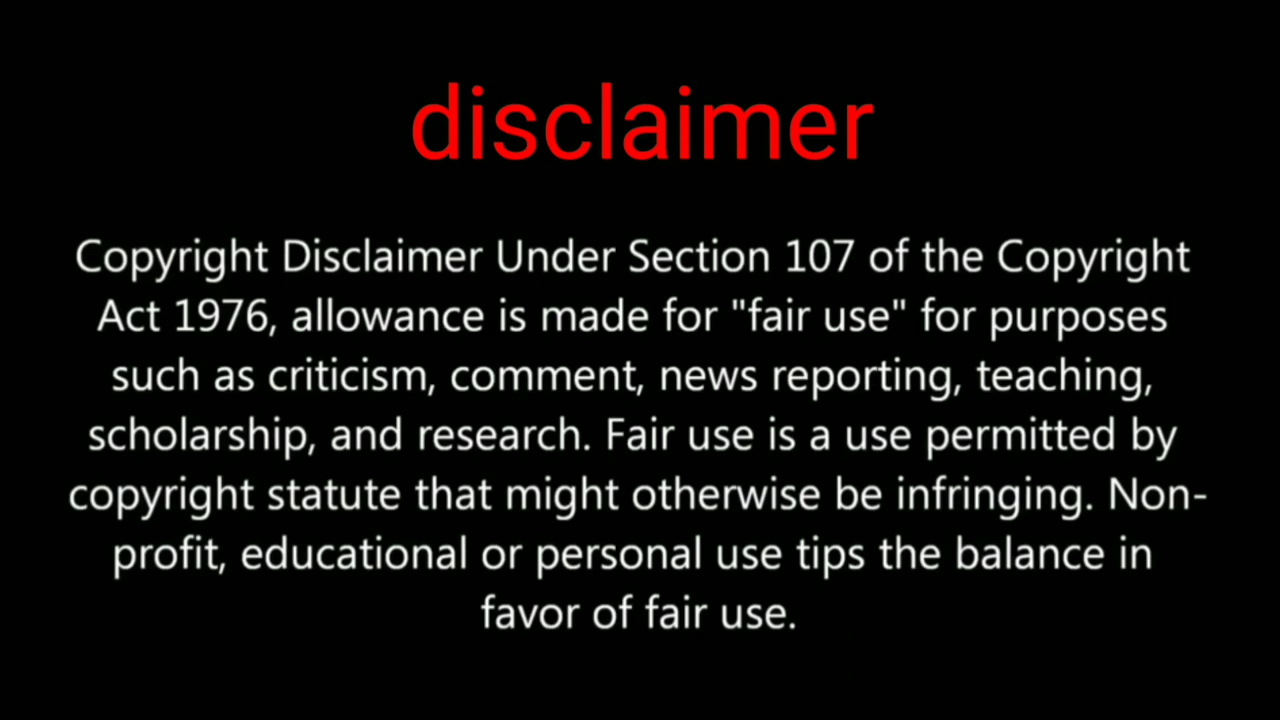 disclaimer
Copyright Disclaimer Under Section 107 of the Copyright
Act 1976, allowance is made for "fair use" for purposes
such as criticism, comment, news reporting, teaching,
scholarship, and research. Fair use is a use permitted by
copyright statute that might otherwise be infringing. Non-
profit, educational or personal use tips the balance in
favor of fair use.